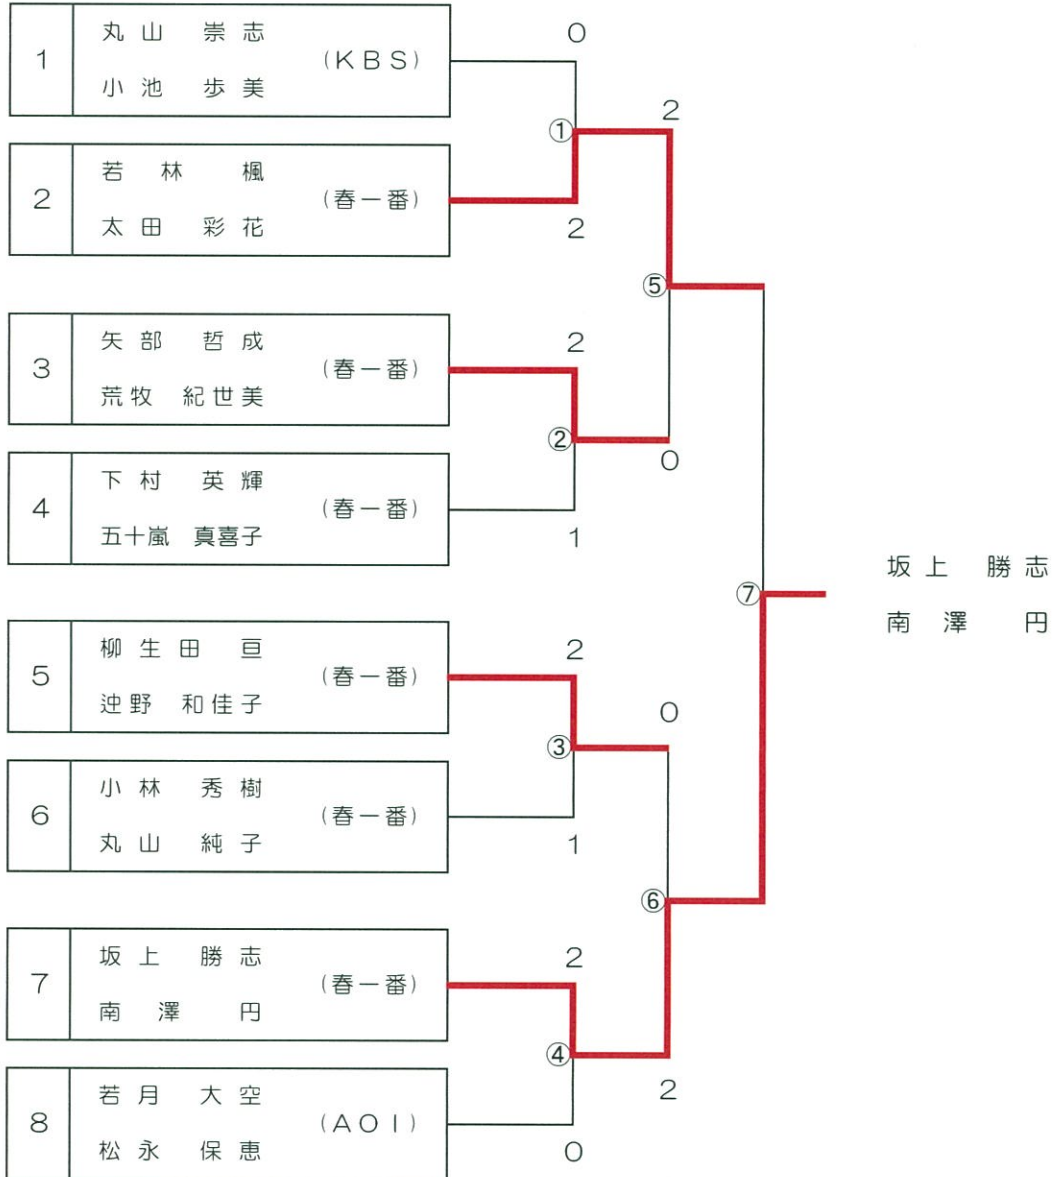 1
丸山 崇志
小池 歩美
(KBS)
0
2
若林 楓
太田 彩花
(春一番)
2
①
2
3
矢部 哲成
荒牧 紀世美
(春一番)
2
4
下村 英輝
五十嵐 真喜子
(春一番)
1
②
0
⑤
5
柳生田 亘
迚野 和佳子
(春一番)
2
6
小林 秀樹
丸山 純子
(春一番)
1
③
0
7
坂上 勝志
南澤 円
(春一番)
2
8
若月 大空
松永 保恵
(AOI)
0
④
2
⑥
⑦
坂上 勝志
南澤 円